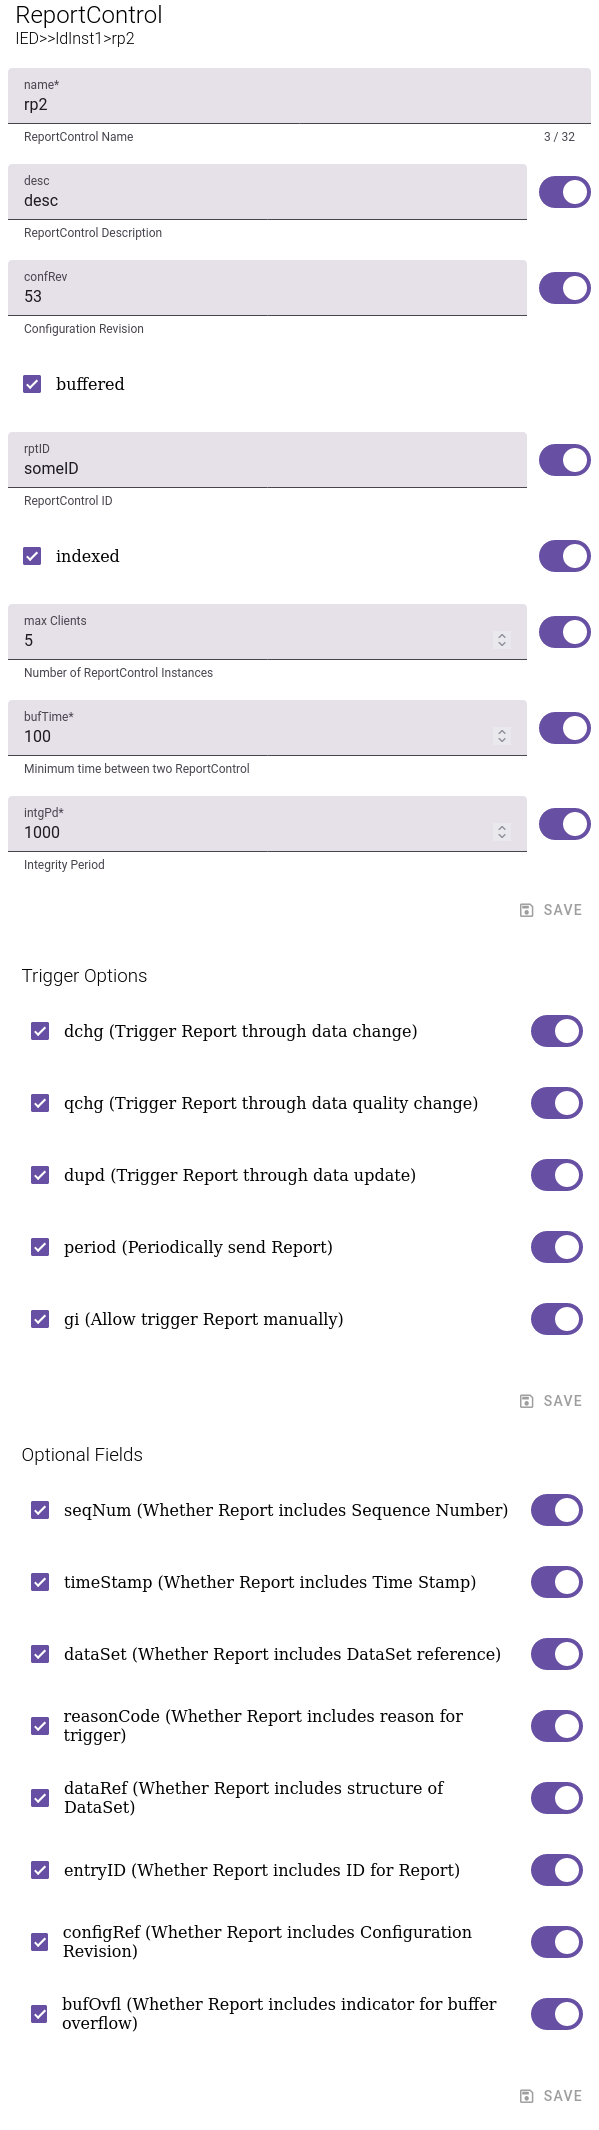 ReportControl
IED>>ldInst1>rp2
name*
rp2
ReportControl Name
3 / 32
desc
desc
ReportControl Description
confRev
53
Configuration Revision
buffered
rptID
someID
ReportControl ID
indexed
max Clients
5
Number of ReportControl Instances
bufTime*
100
Minimum time between two ReportControl
intgPd*
1000
Integrity Period
SAVE
Trigger Options
dchg (Trigger Report through data change)
qchg (Trigger Report through data quality change)
dupd (Trigger Report through data update)
period (Periodically send Report)
gi (Allow trigger Report manually)
SAVE
Optional Fields
seqNum (Whether Report includes Sequence Number)
timeStamp (Whether Report includes Time Stamp)
dataSet (Whether Report includes DataSet reference)
reasonCode (Whether Report includes reason for
trigger)
dataRef (Whether Report includes structure of
DataSet)
entryID (Whether Report includes ID for Report)
configRef (Whether Report includes Configuration
Revision)
bufOvfl (Whether Report includes indicator for buffer
overflow)
SAVE